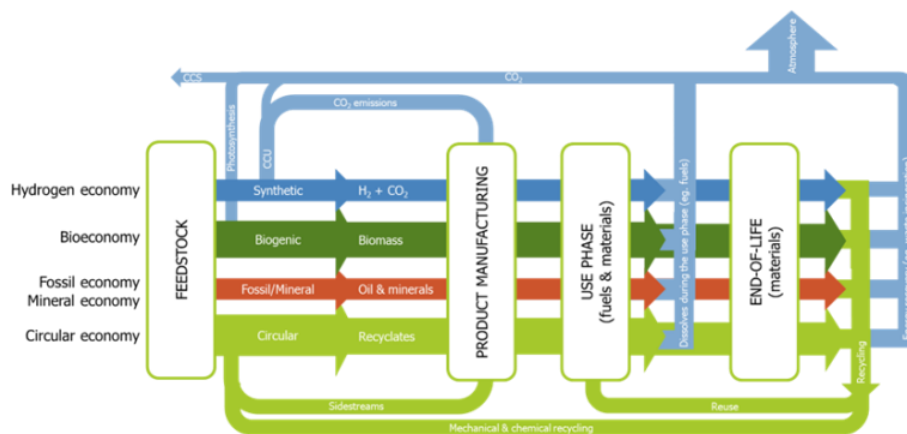 Atmosphere
CCS
CO₂
CO₂ emissions
Photosynthesis
CCU
Hydrogen economy
Bioeconomy
Fossil economy
Mineral economy
Circular economy
FEEDSTOCK
Synthetic
H₂ + CO₂
Biogenic
Biomass
Fossil/Mineral
Oil & minerals
Circular
Recyclates
PRODUCT MANUFACTURING
USE PHASE
(fuels & materials)
Dissolves during the use phase (eg. fuels)
END-OF-LIFE
(materials)
Recycling
Sidestreams
Reuse
Mechanical & chemical recycling